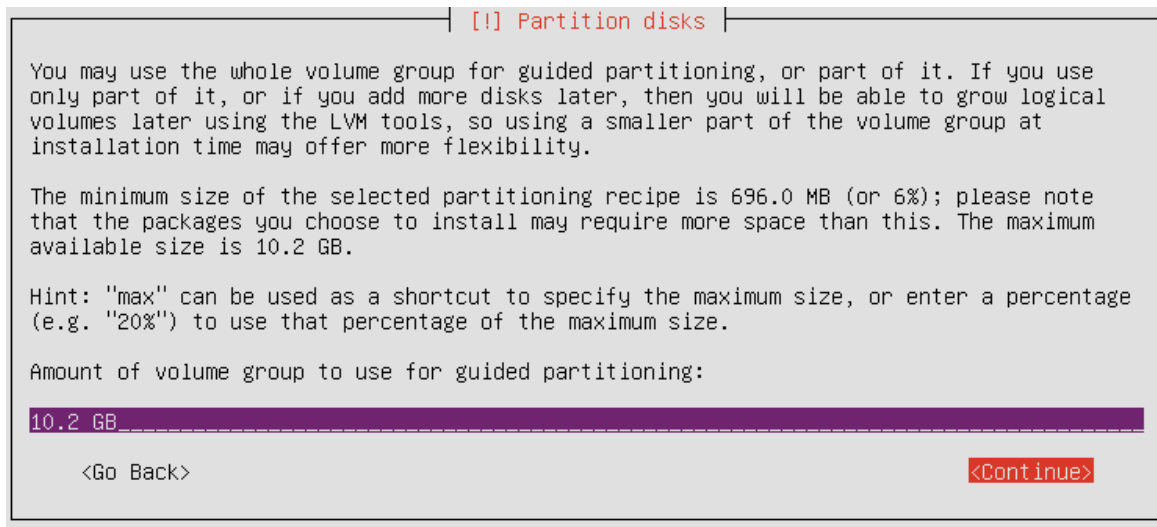 [!] Partition disks
You may use the whole volume group for guided partitioning, or part of it. If you use
only part of it, or if you add more disks later, then you will be able to grow logical
volumes later using the LVM tools, so using a smaller part of the volume group at
installation time may offer more flexibility.
The minimum size of the selected partitioning recipe is 696.0 MB (or 6%); please note
that the packages you choose to install may require more space than this. The maximum
available size is 10.2 GB.
Hint: "max" can be used as a shortcut to specify the maximum size, or enter a percentage
(e.g. "20%") to use that percentage of the maximum size.
Amount of volume group to use for guided partitioning:
10.2 GB
<Go Back> <Continue>